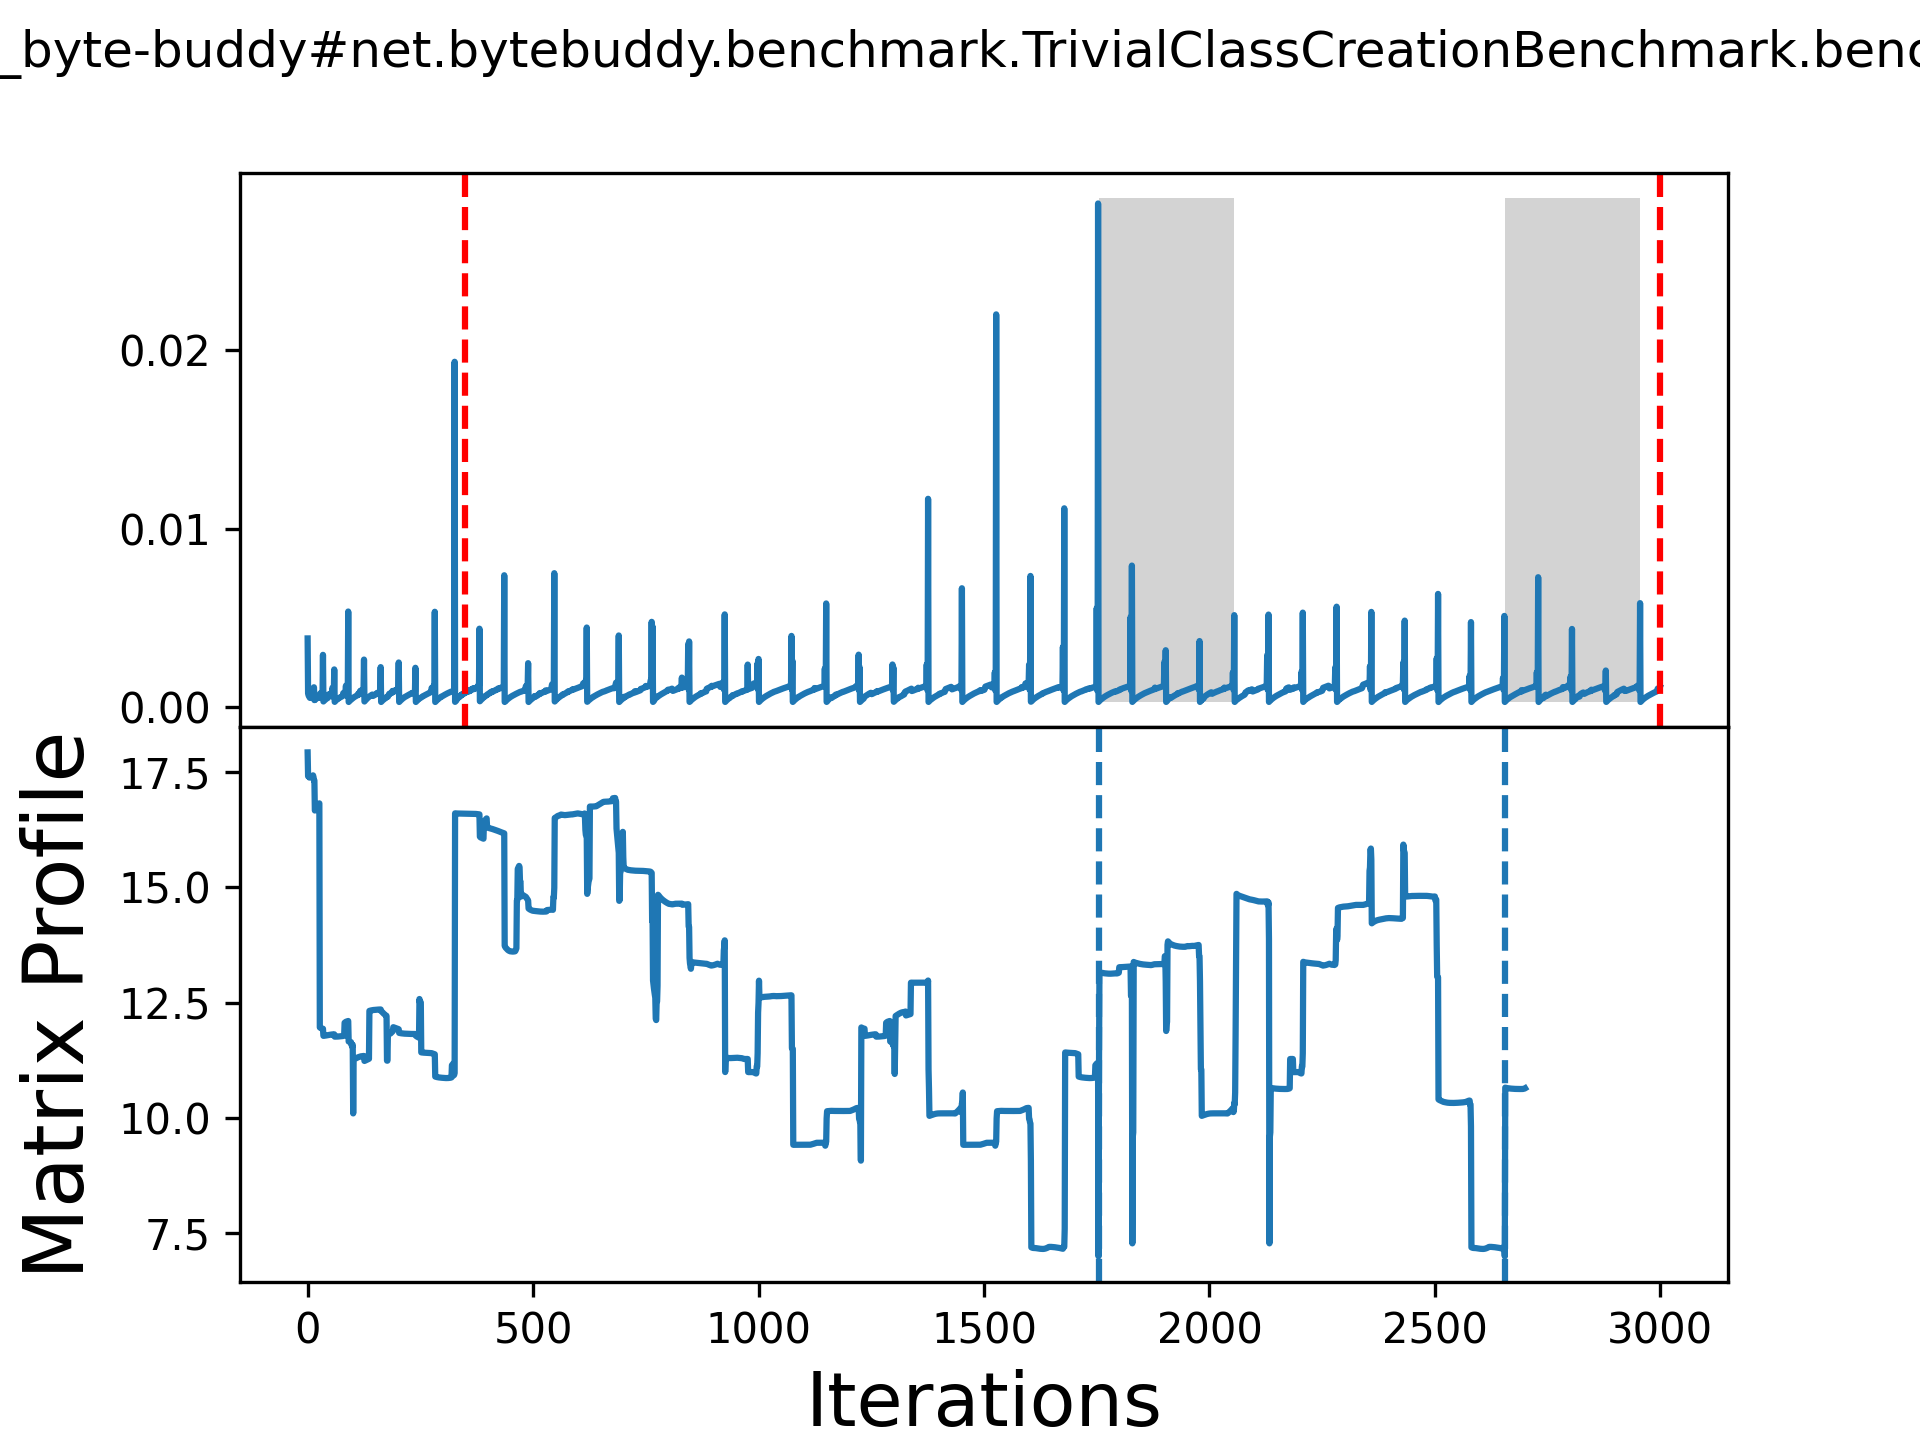 _byte-buddy#net.bytebuddy.benchmark.TrivialClassCreationBenchmark.benc
0.02
0.01
0.00
Matrix Profile
17.5
15.0
12.5
10.0
7.5
0 500 1000 1500 2000 2500 3000
Iterations